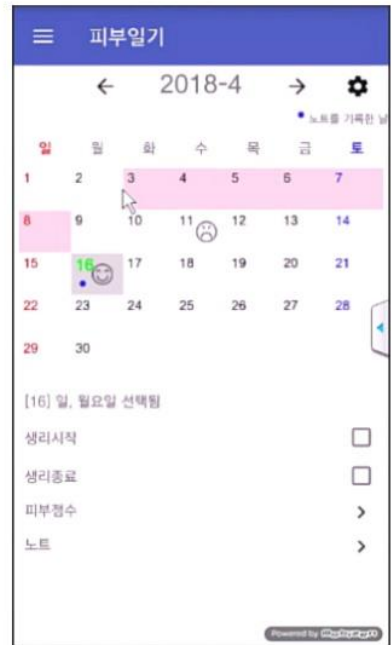 피부일기
2018-4
노트를 기록한 날
일 월 화 수 목 금 토
1 2 3 4 5 6 7
8 9 10 11 12 13 14
15 16 17 18 19 20 21
22 23 24 25 26 27 28
29 30
[16] 일, 월요일 선택됨
생리시작
생리종료
피부점수
노트
Powered by